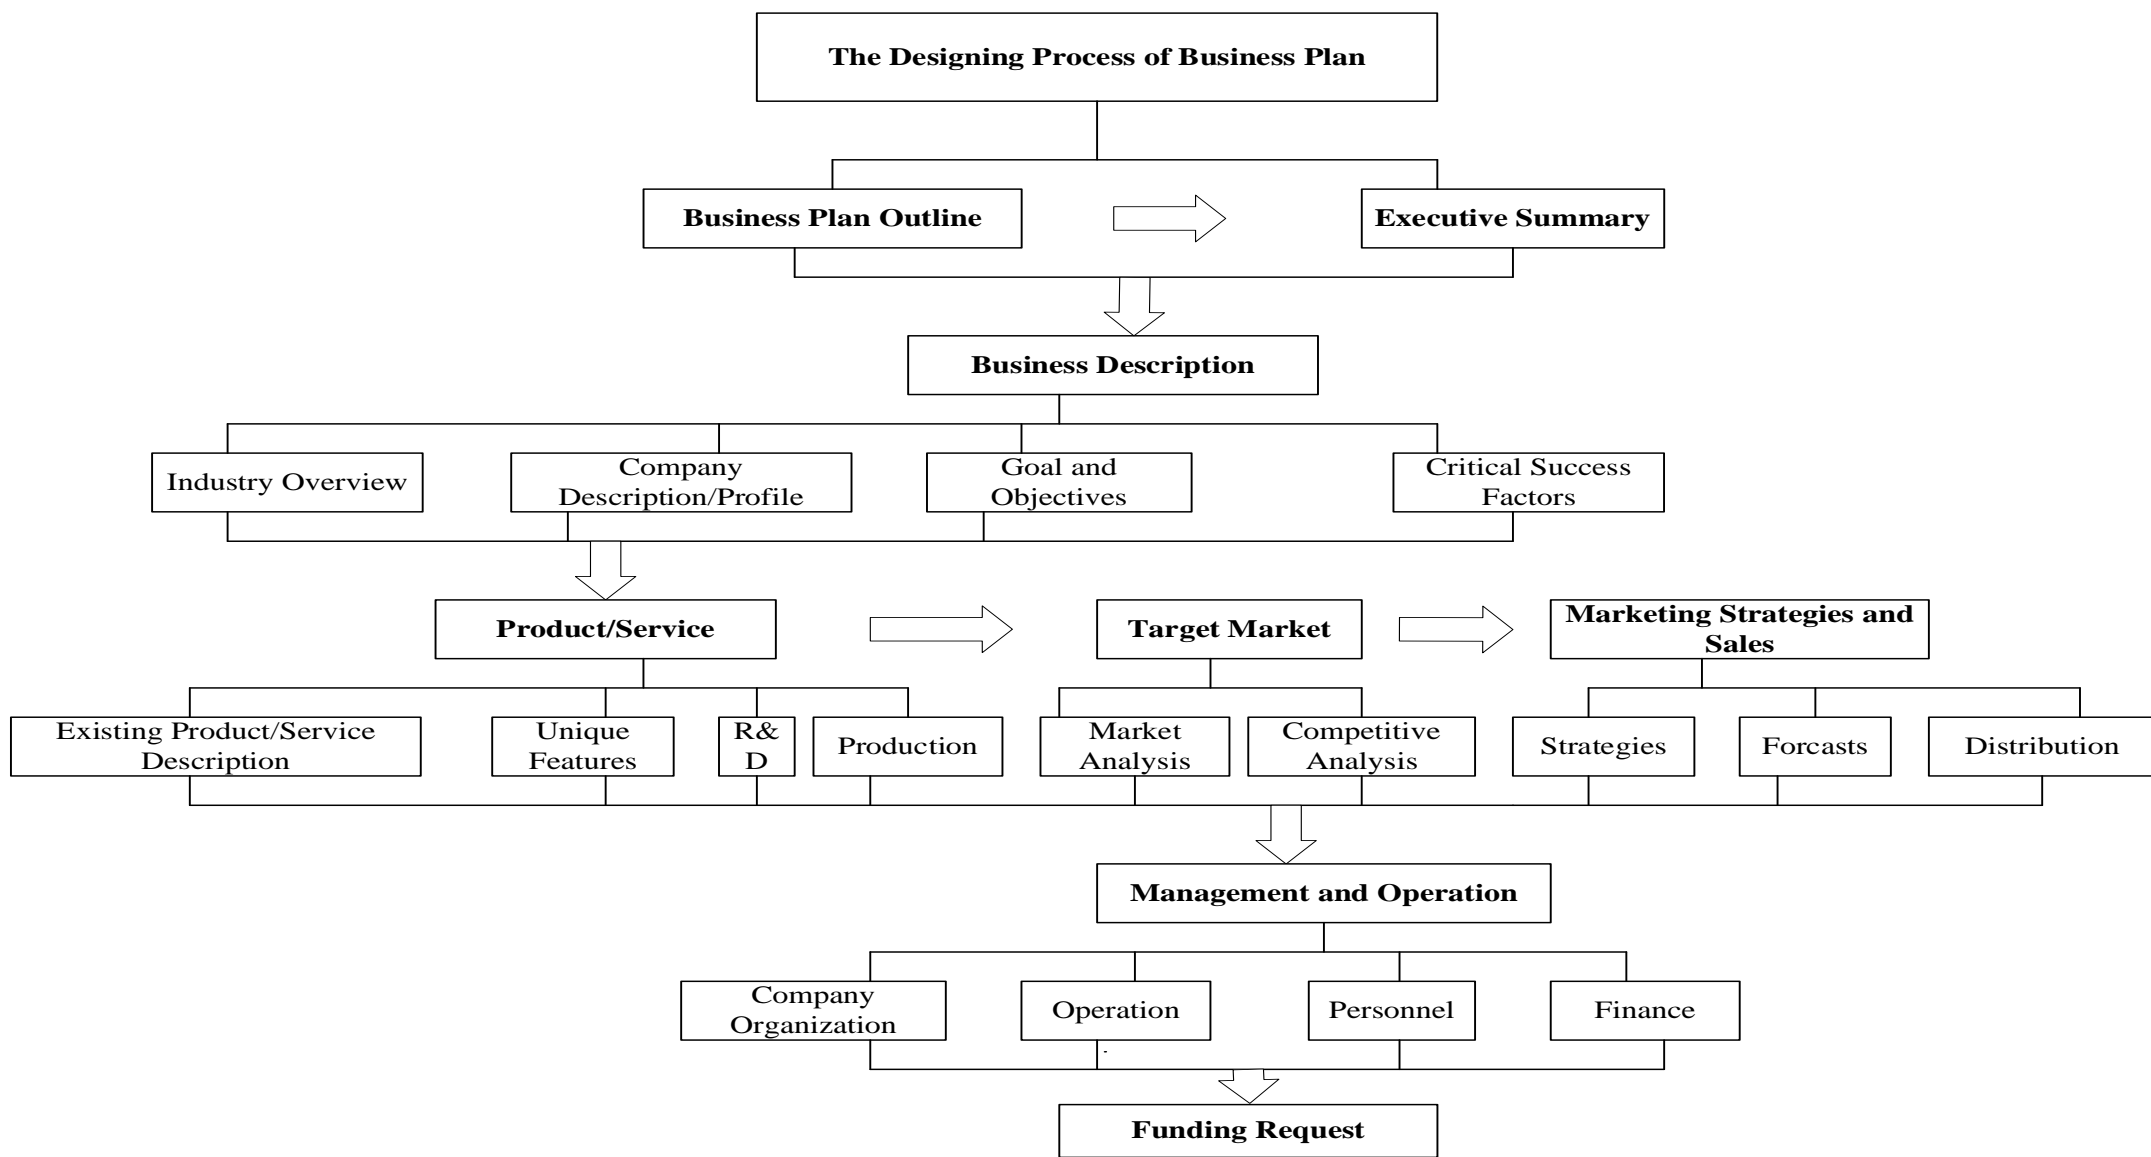 The Designing Process of Business Plan
Business Plan Outline
Executive Summary
Business Description
Industry Overview
Company
Description/Profile
Goal and
Objectives
Critical Success
Factors
Product/Service
Target Market
Marketing Strategies and
Sales
Existing Product/Service
Description
Unique
Features
R&
D
Production
Market
Analysis
Competitive
Analysis
Strategies
Forcasts
Distribution
Management and Operation
Company
Organization
Operation
Personnel
Finance
Funding Request